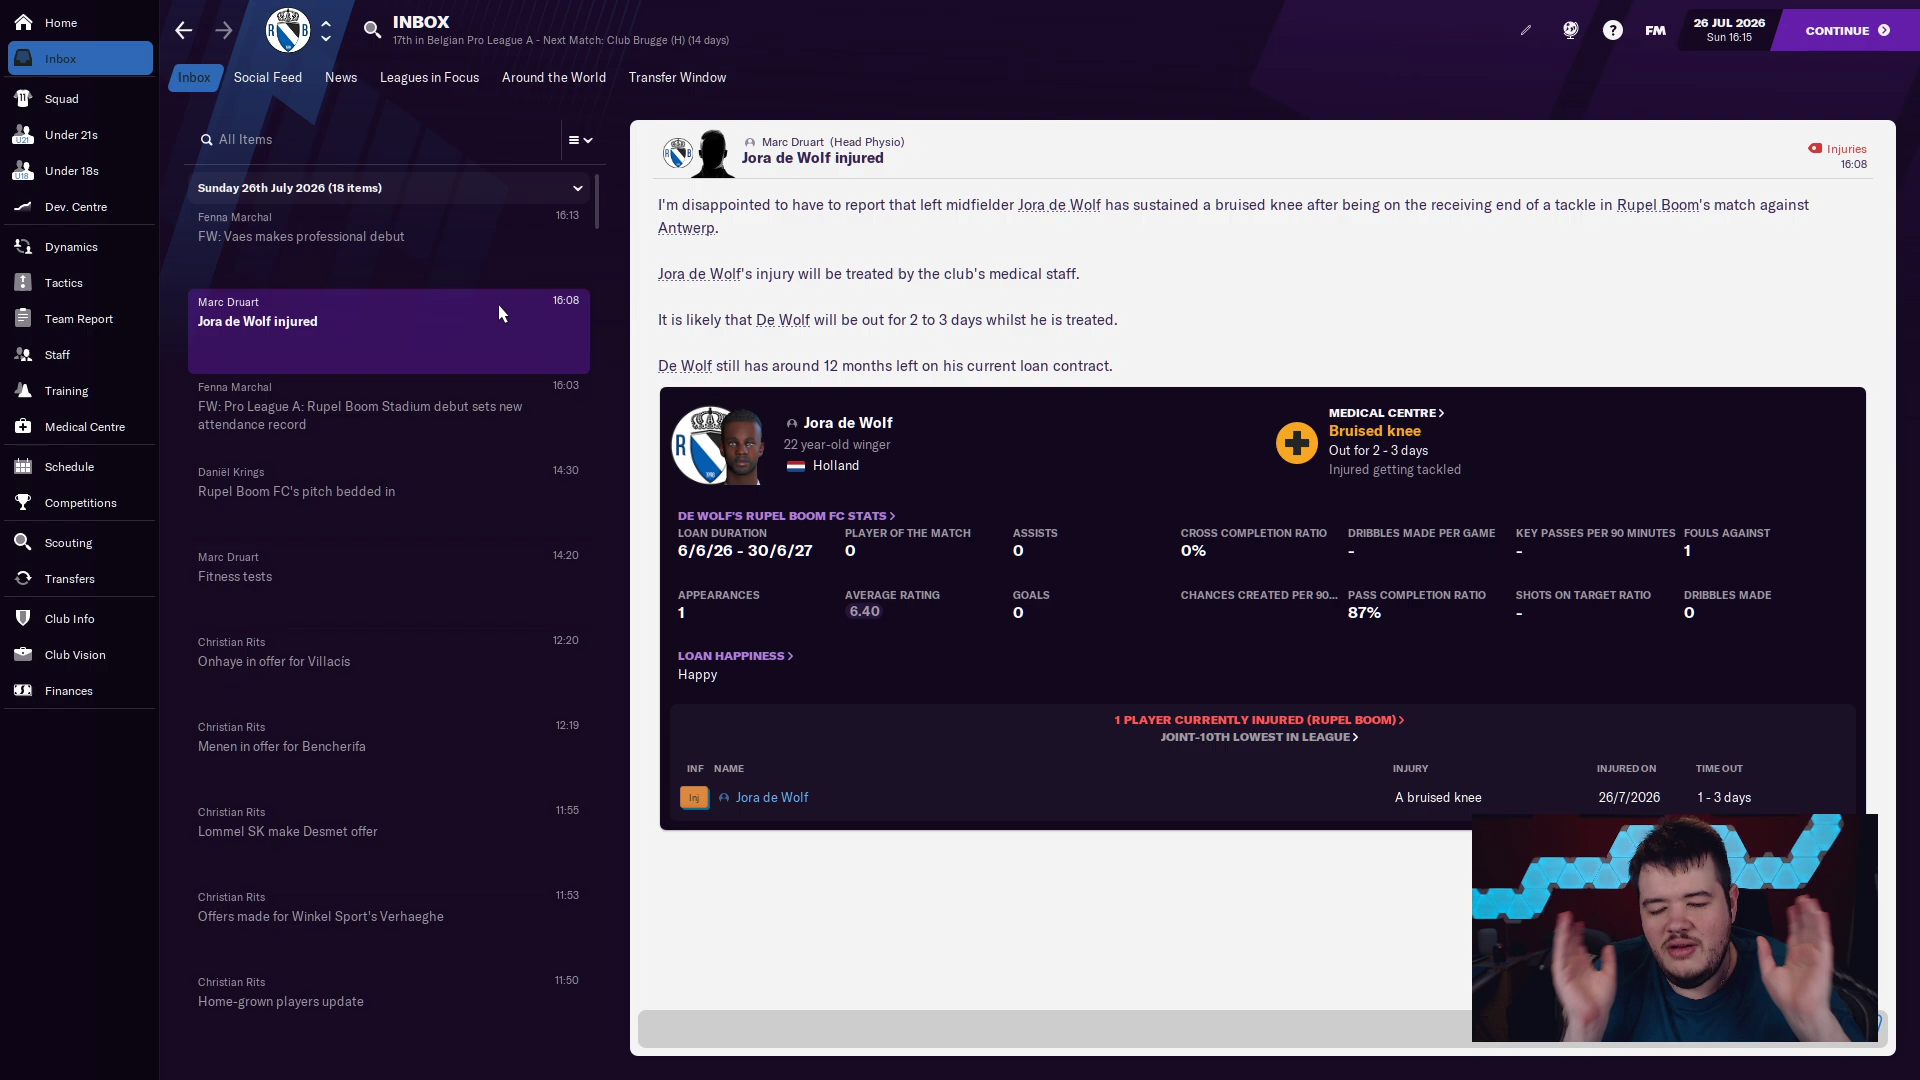 Home
Inbox
Squad
Under 21s
Under 18s
Dev. Centre
Dynamics
Tactics
Team Report
Staff
Training
Medical Centre
Schedule
Competitions
Scouting
Transfers
Club Info
Club Vision
Finances
INBOX
17th in Belgian Pro League A - Next Match: Club Brugge (H) (14 days)
FM
26 JUL 2026
Sun 16:15
CONTINUE
Inbox Social Feed News Leagues in Focus Around the World Transfer Window
All Items
Sunday 26th July 2026 (18 items)
Fenna Marchal 16:13
FW: Vaes makes professional debut
Marc Druart 16:08
Jora de Wolf injured
Fenna Marchal 16:03
FW: Pro League A: Rupel Boom Stadium debut sets new
attendance record
Daniël Krings 14:30
Rupel Boom FC's pitch bedded in
Marc Druart 14:20
Fitness tests
Christian Rits 12:20
Onhaye in offer for Villacís
Christian Rits 12:19
Menen in offer for Bencherifa
Christian Rits 11:55
Lommel SK make Desmet offer
Christian Rits 11:53
Offers made for Winkel Sport's Verhaeghe
Christian Rits 11:50
Home-grown players update
Marc Druart (Head Physio)
Jora de Wolf injured
Injuries
16:08
I'm disappointed to have to report that left midfielder Jora de Wolf has sustained a bruised knee after being on the receiving end of a tackle in Rupel Boom's match against
Antwerp.
Jora de Wolf's injury will be treated by the club's medical staff.
It is likely that De Wolf will be out for 2 to 3 days whilst he is treated.
De Wolf still has around 12 months left on his current loan contract.
R
Jora de Wolf
22 year-old winger
Holland
MEDICAL CENTRE
Bruised knee
Out for 2 - 3 days
Injured getting tackled
DE WOLF'S RUPEL BOOM FC STATS
LOAN DURATION PLAYER OF THE MATCH ASSISTS CROSS COMPLETION RATIO DRIBBLES MADE PER GAME KEY PASSES PER 90 MINUTES FOULS AGAINST
6/6/26 - 30/6/27 0 0 0% - - 1
APPEARANCES AVERAGE RATING GOALS CHANCES CREATED PER 90... PASS COMPLETION RATIO SHOTS ON TARGET RATIO DRIBBLES MADE
1 6.40 0 87% - 0
LOAN HAPPINESS
Happy
1 PLAYER CURRENTLY INJURED (RUPEL BOOM)
JOINT-10TH LOWEST IN LEAGUE
INF NAME INJURY INJURED ON TIME OUT
Inj Jora de Wolf A bruised knee 26/7/2026 1 - 3 days